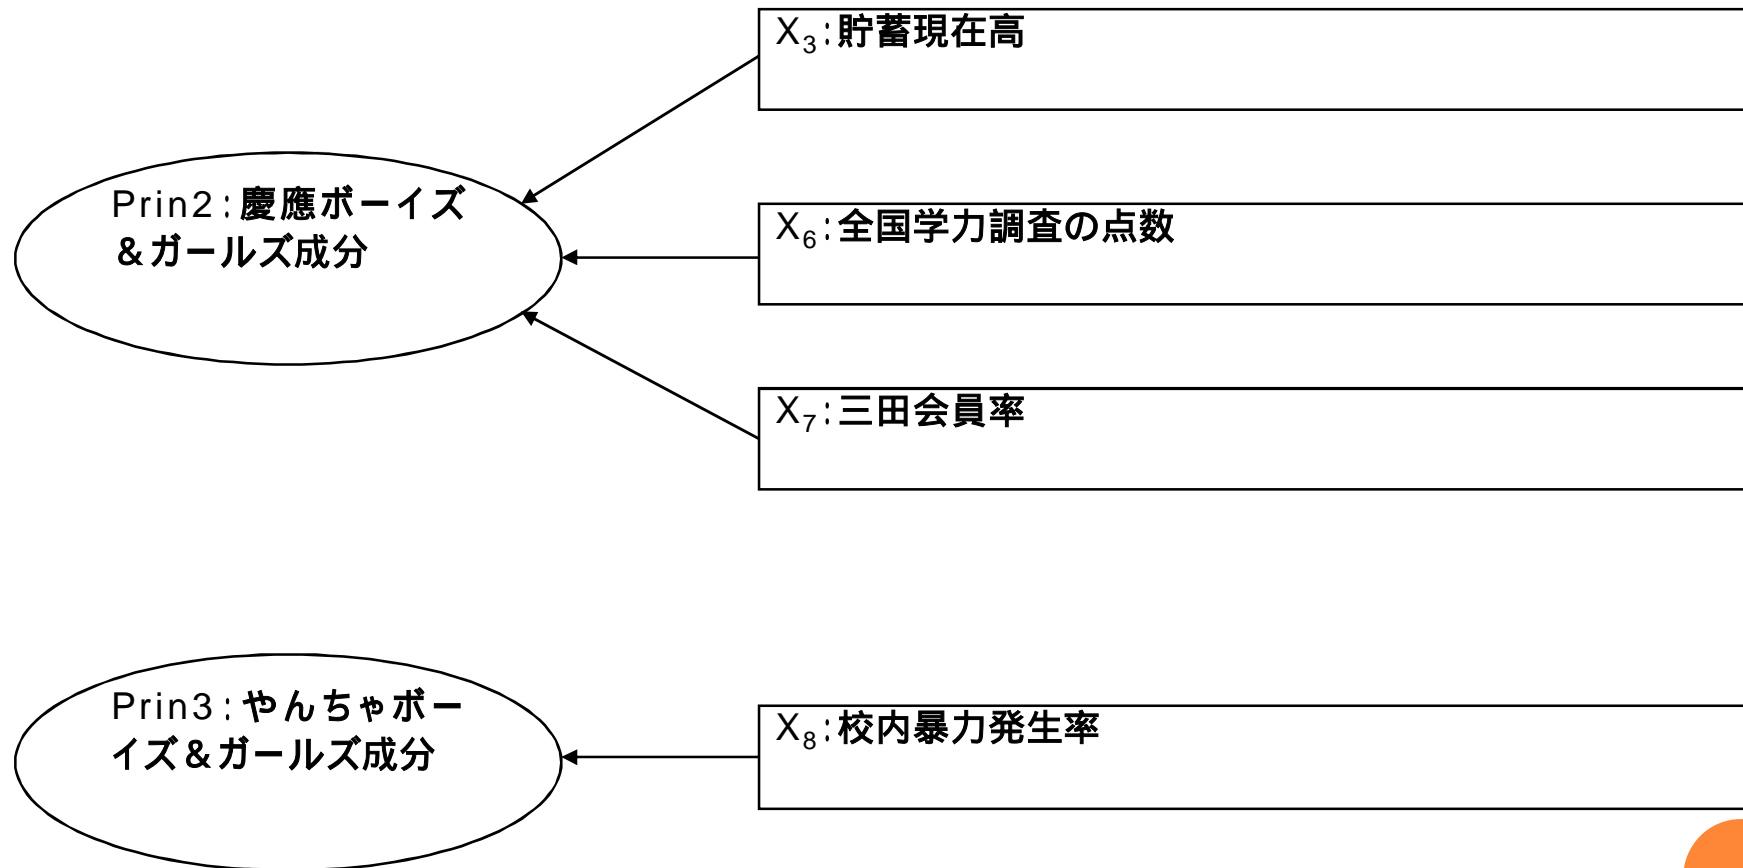 X₃:貯蓄現在高
Prin2:慶應ボーイズ
&ガールズ成分
X₆:全国学力調査の点数
X₇:三田会員率
Prin3:やんちゃボー
イズ&ガールズ成分
X₈:校内暴力発生率